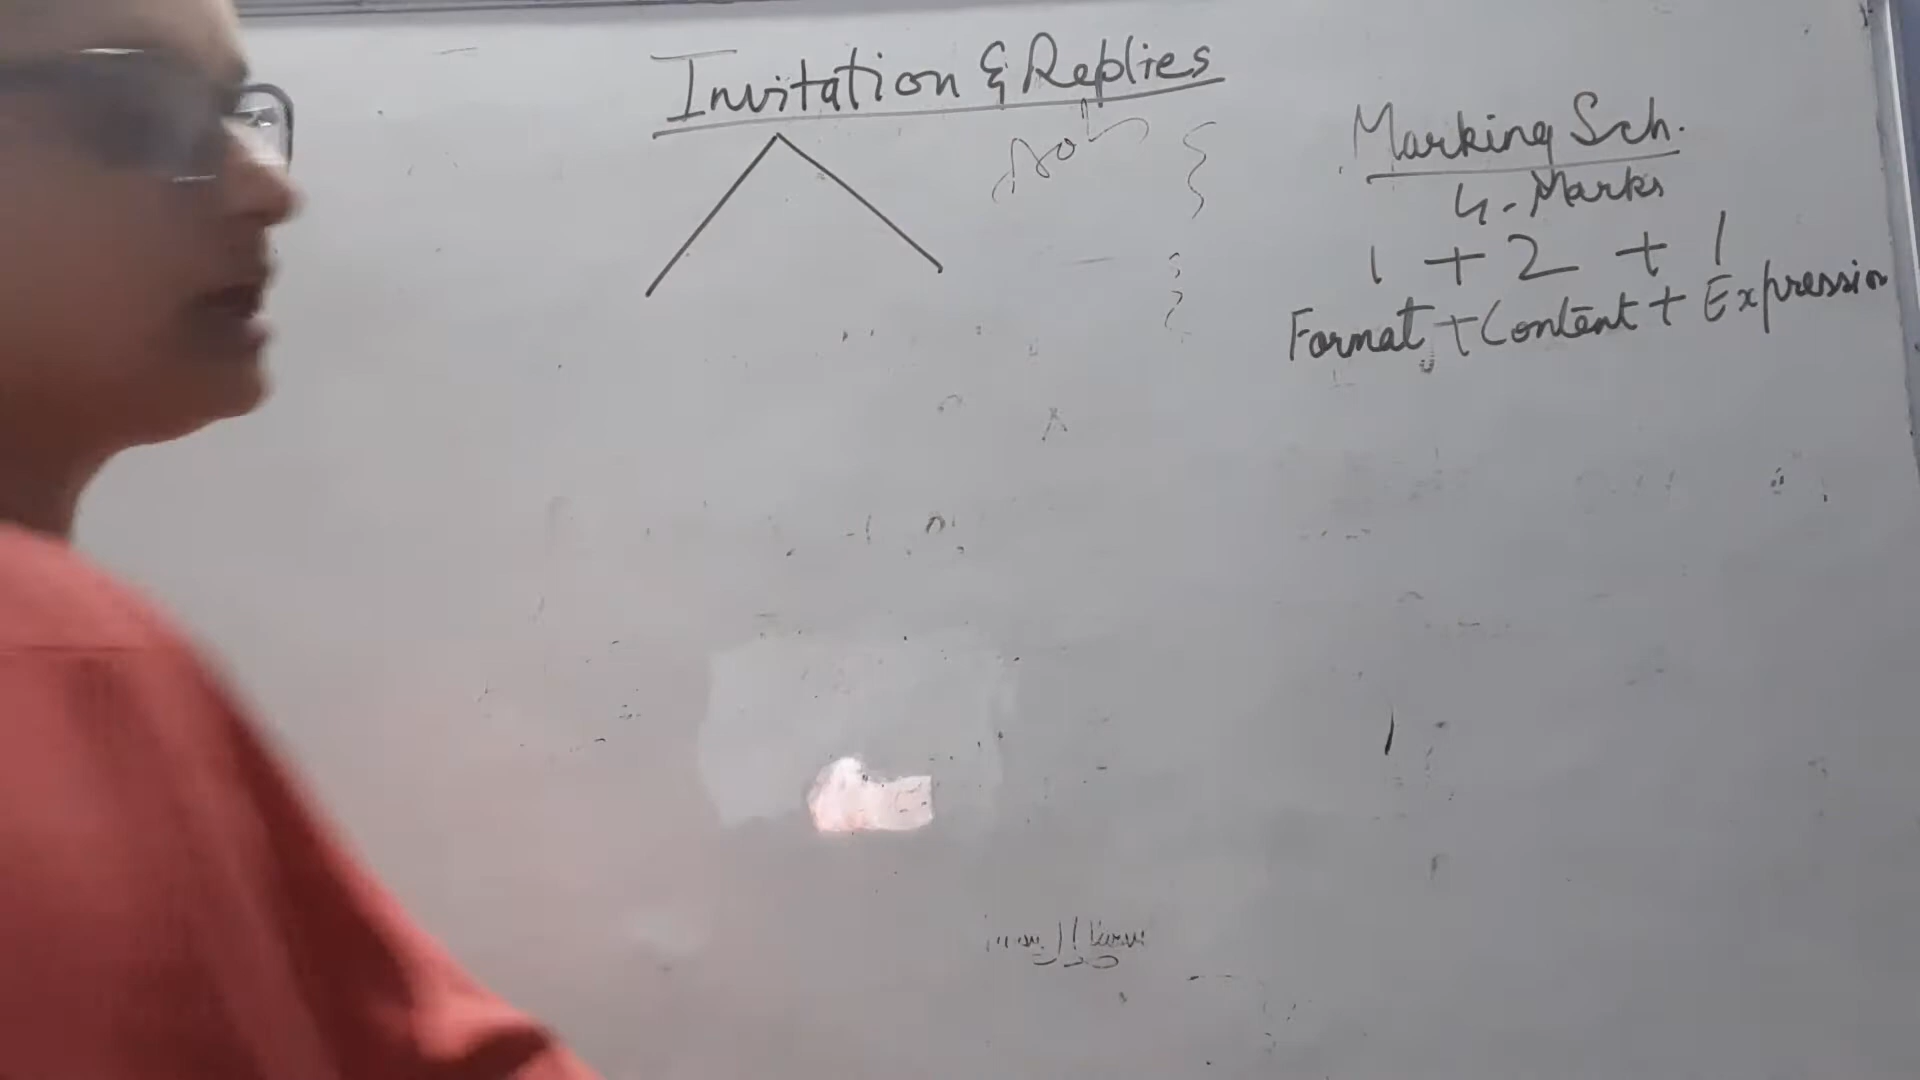 Invitation & Replies
Marking Sch.
4 - Marks
1 + 2 + 1
Format + Content + Expression